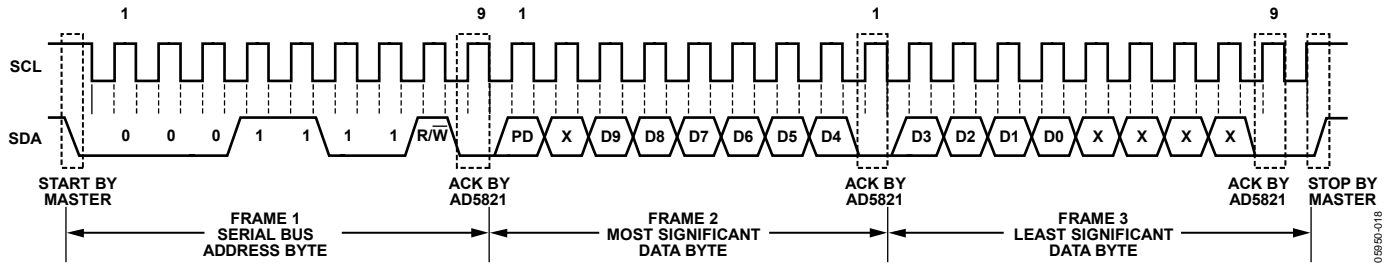 1 9 1 1 9
SCL
SDA
0 0 0 1 1 1 1 R/W PD X D9 D8 D7 D6 D5 D4 D3 D2 D1 D0 X X X X
START BY
MASTER
ACK BY
AD5821
ACK BY
AD5821
ACK BY
AD5821
STOP BY
MASTER
FRAME 1
SERIAL BUS
ADDRESS BYTE
FRAME 2
MOST SIGNIFICANT
DATA BYTE
FRAME 3
LEAST SIGNIFICANT
DATA BYTE
05950-018